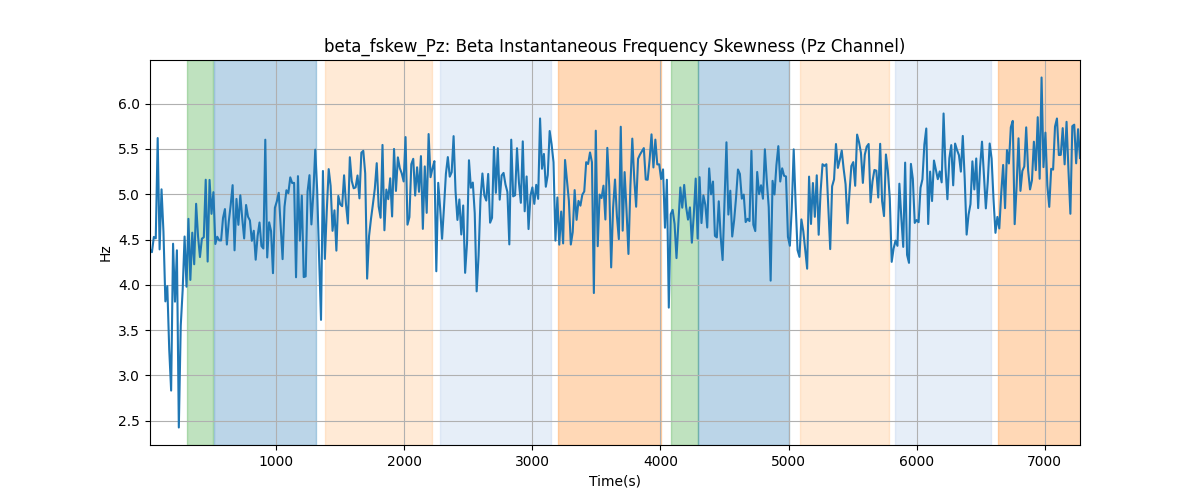 beta_fskew_Pz: Beta Instantaneous Frequency Skewness (Pz Channel)
6.0
5.5
5.0
4.5
4.0
3.5
3.0
2.5
Hz
1000 2000 3000 4000 5000 6000 7000
Time(s)